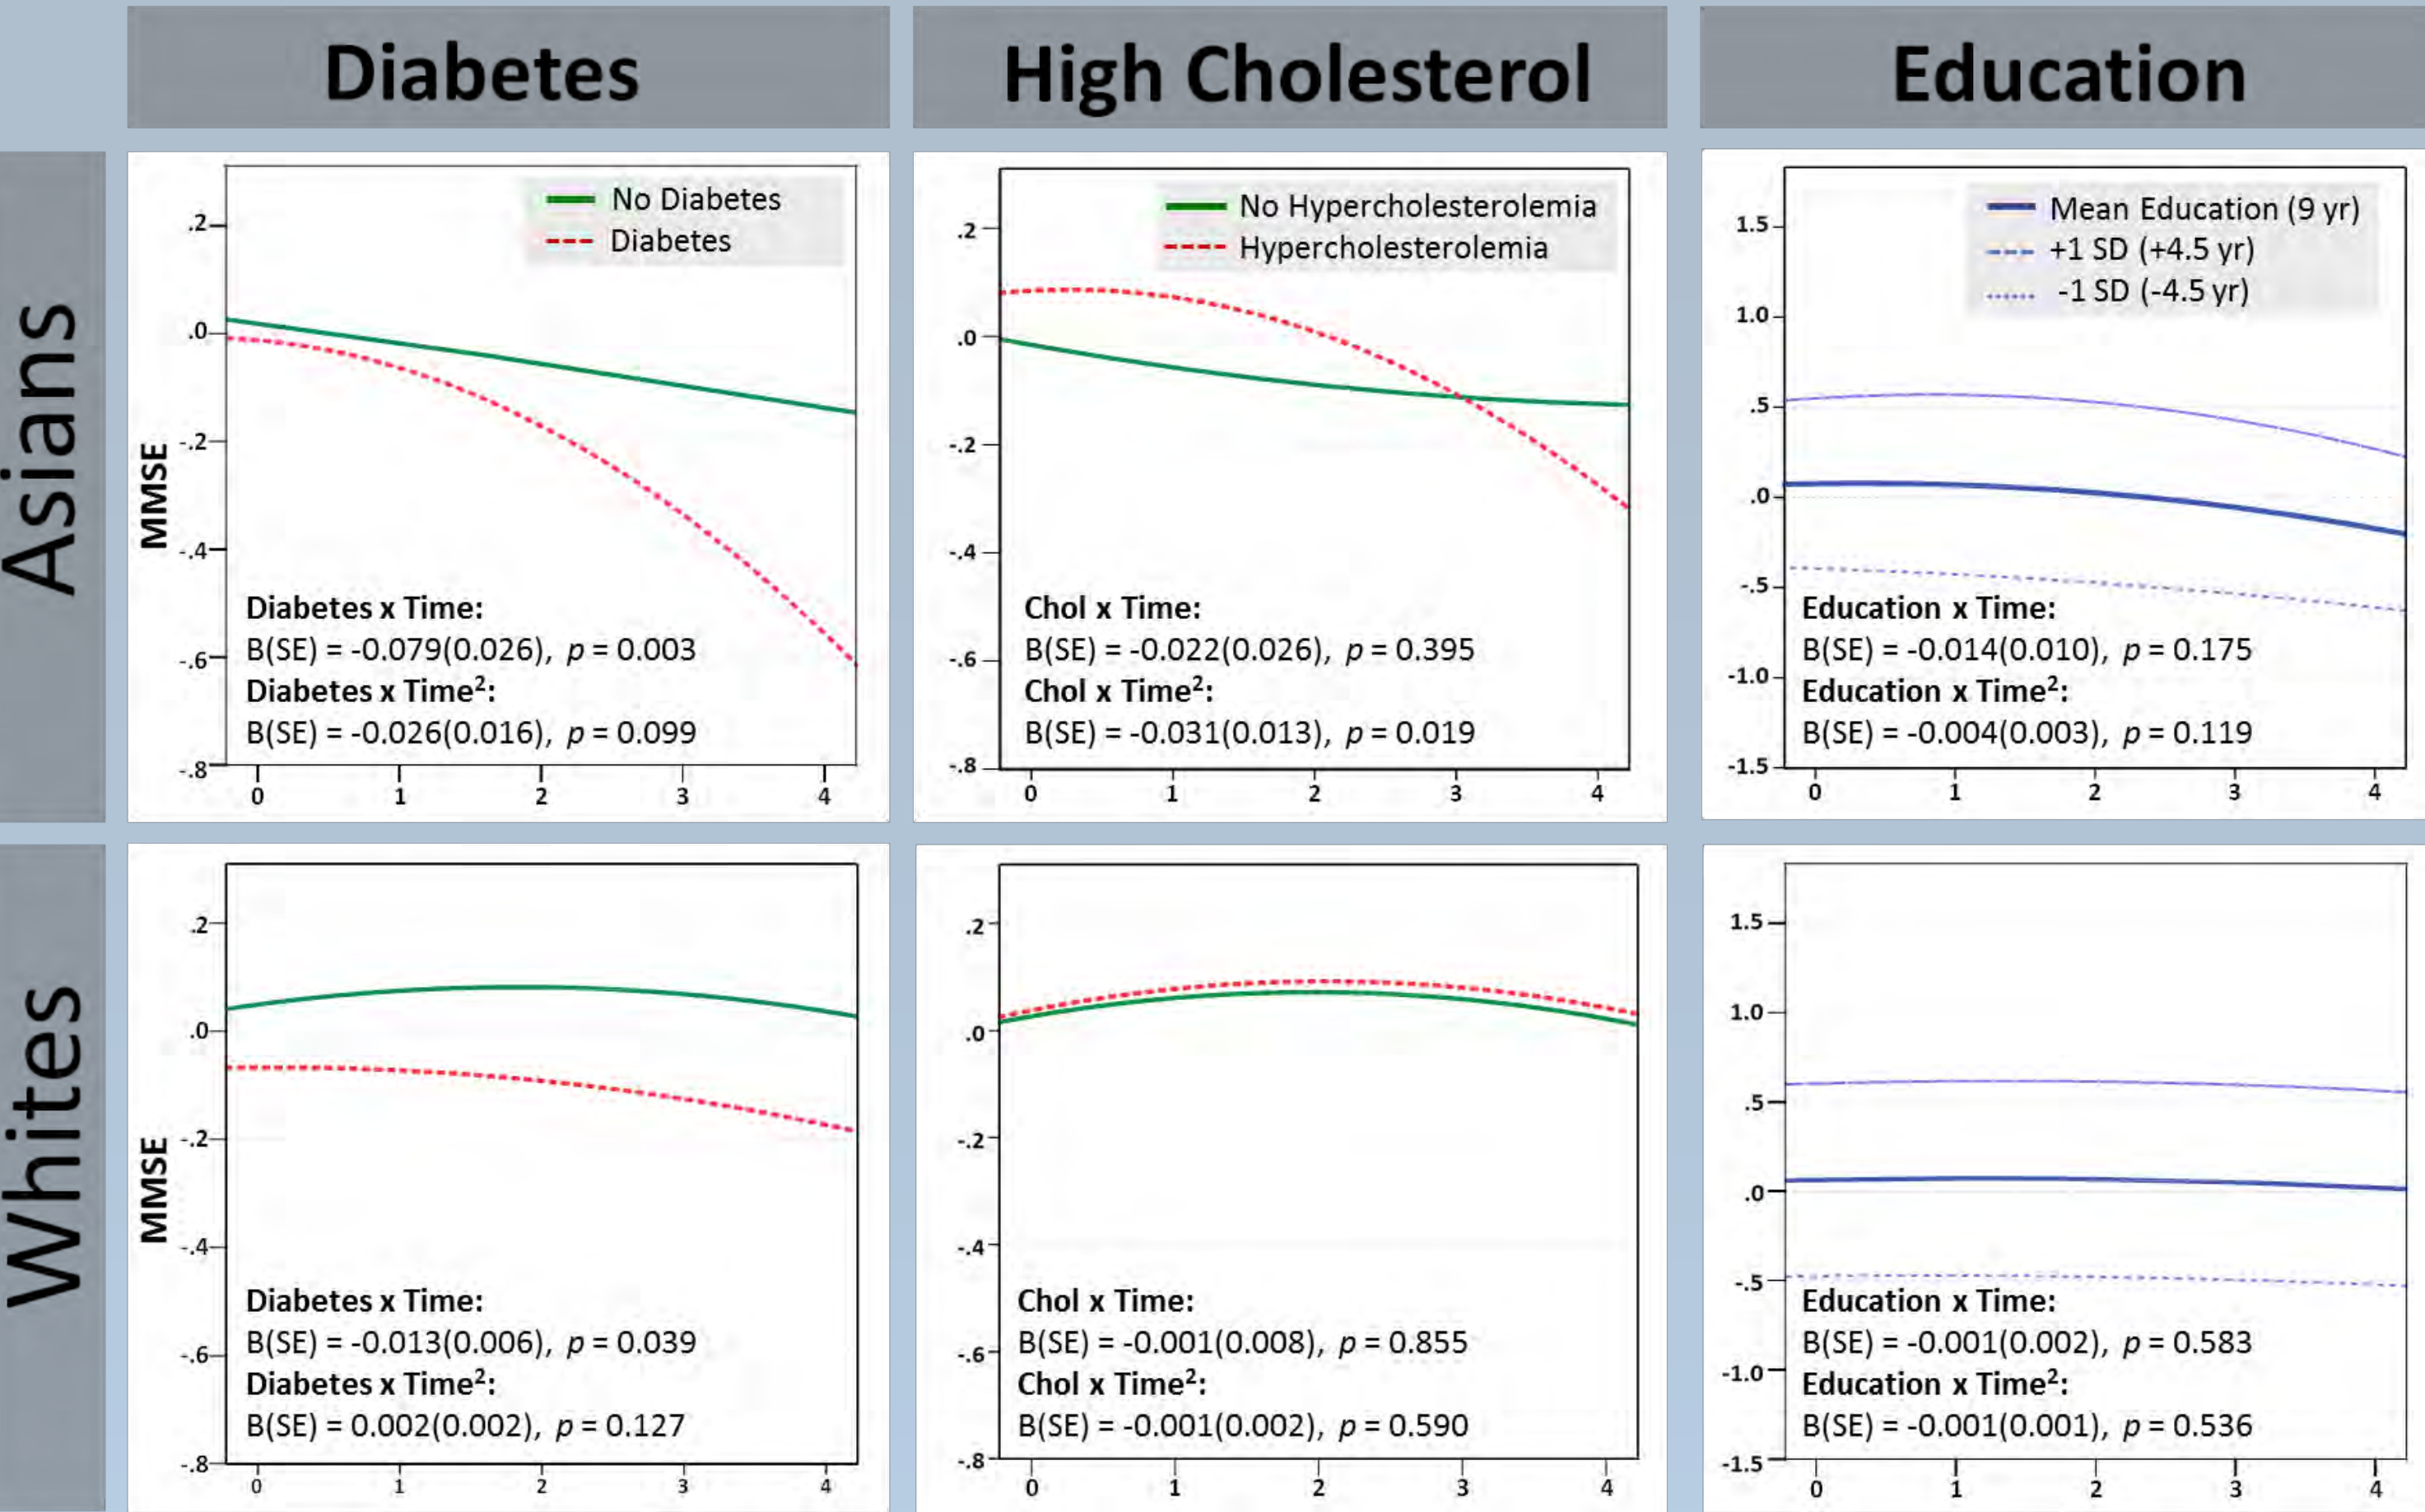 Diabetes
High Cholesterol
Education
Asians
MMSE
.2
.0
-.2
-.4
-.6
-.8
No Diabetes
Diabetes
Diabetes x Time:
B(SE) = -0.079(0.026), p = 0.003
Diabetes x Time²:
B(SE) = -0.026(0.016), p = 0.099
0 1 2 3 4
.2
.0
-.2
-.4
-.6
-.8
No Hypercholesterolemia
Hypercholesterolemia
Chol x Time:
B(SE) = -0.022(0.026), p = 0.395
Chol x Time²:
B(SE) = -0.031(0.013), p = 0.019
0 1 2 3 4
1.5
1.0
.5
.0
-.5
-1.0
-1.5
Mean Education (9 yr)
+1 SD (+4.5 yr)
-1 SD (-4.5 yr)
Education x Time:
B(SE) = -0.014(0.010), p = 0.175
Education x Time²:
B(SE) = -0.004(0.003), p = 0.119
0 1 2 3 4
Whites
MMSE
.2
.0
-.2
-.4
-.6
-.8
Diabetes x Time:
B(SE) = -0.013(0.006), p = 0.039
Diabetes x Time²:
B(SE) = 0.002(0.002), p = 0.127
0 1 2 3 4
.2
.0
-.2
-.4
-.6
-.8
Chol x Time:
B(SE) = -0.001(0.008), p = 0.855
Chol x Time²:
B(SE) = -0.001(0.002), p = 0.590
0 1 2 3 4
1.5
1.0
.5
.0
-.5
-1.0
-1.5
Education x Time:
B(SE) = -0.001(0.002), p = 0.583
Education x Time²:
B(SE) = -0.001(0.001), p = 0.536
0 1 2 3 4